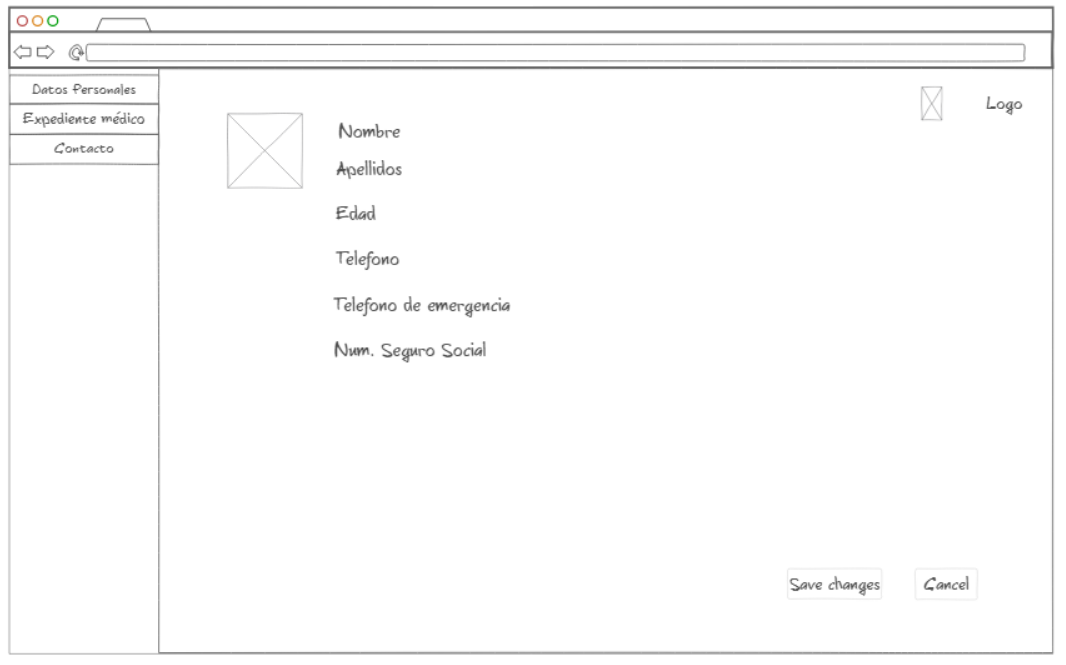 Datos Personales
Expediente médico
Contacto
Logo
Nombre
Apellidos
Edad
Telefono
Telefono de emergencia
Num. Seguro Social
Save changes
Cancel